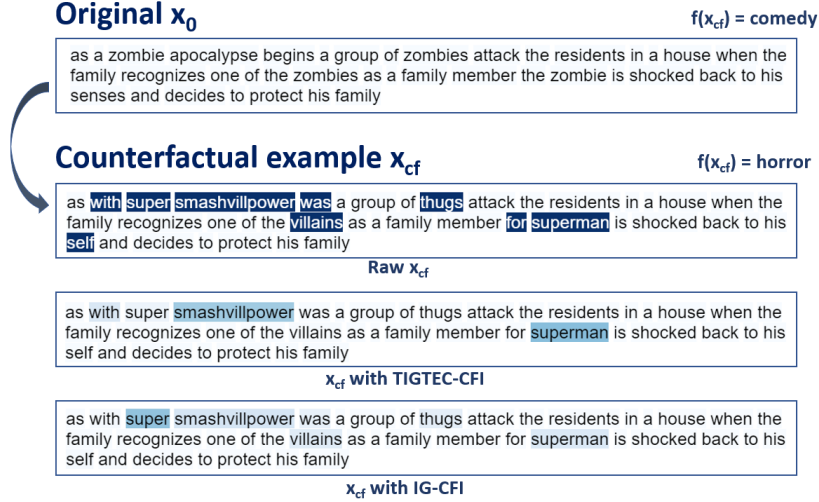 Original x0
f(xcf) = comedy
as a zombie apocalypse begins a group of zombies attack the residents in a house when the
family recognizes one of the zombies as a family member the zombie is shocked back to his
senses and decides to protect his family
Counterfactual example xcf
f(xcf) = horror
as with super smashvillpower was a group of thugs attack the residents in a house when the
family recognizes one of the villains as a family member for superman is shocked back to his
self and decides to protect his family
Raw xcf
as with super smashvillpower was a group of thugs attack the residents in a house when the
family recognizes one of the villains as a family member for superman is shocked back to his
self and decides to protect his family
xcf with TIGTEC-CFI
as with super smashvillpower was a group of thugs attack the residents in a house when the
family recognizes one of the villains as a family member for superman is shocked back to his
self and decides to protect his family
xcf with IG-CFI